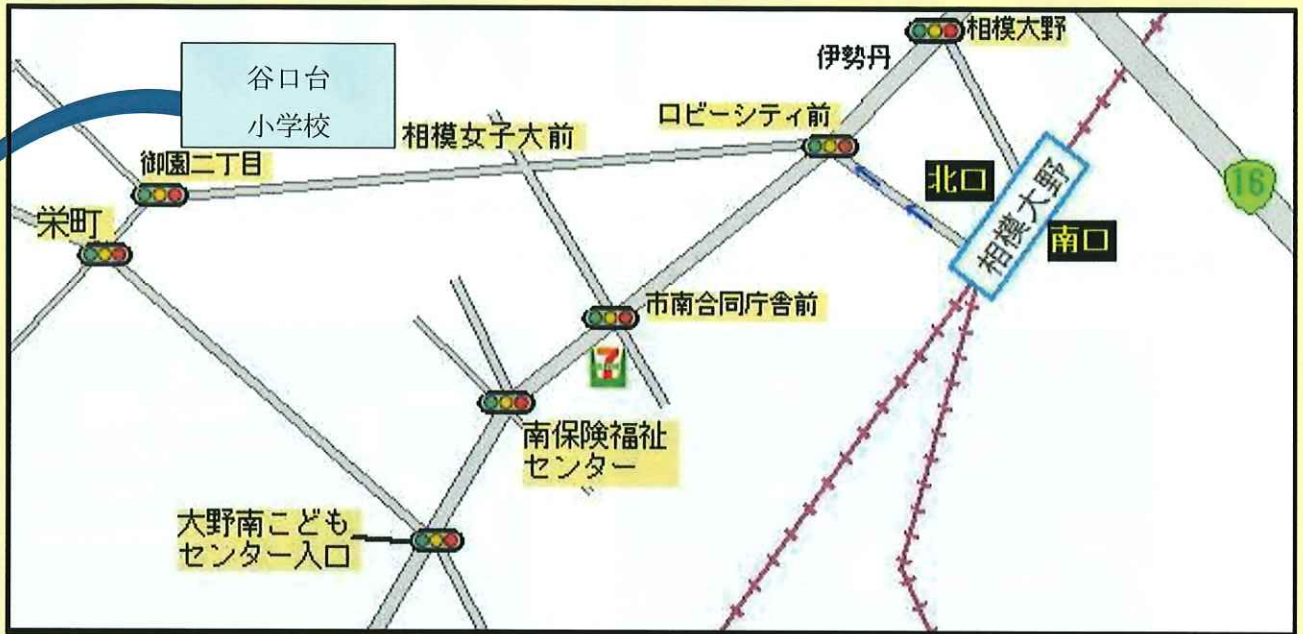 相模大野
伊勢丹
谷口台
小学校
ロビーシティ前
相模女子大前
御園二丁目
北口
16
栄町
相模大野
南口
市南合同庁舎前
7
南保険福祉
センター
大野南こども
センター入口